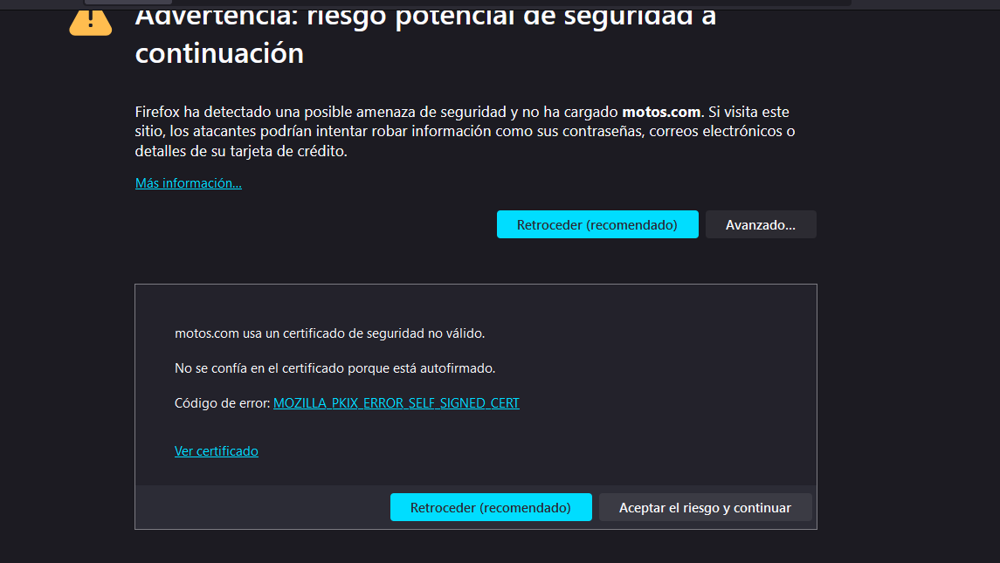 Advertencia: riesgo potencial de seguridad a
continuación
Firefox ha detectado una posible amenaza de seguridad y no ha cargado motos.com. Si visita este
sitio, los atacantes podrían intentar robar información como sus contraseñas, correos electrónicos o
detalles de su tarjeta de crédito.
Más información...
Retroceder (recomendado) Avanzado...
motos.com usa un certificado de seguridad no válido.
No se confía en el certificado porque está autofirmado.
Código de error: MOZILLA_PKIX_ERROR_SELF_SIGNED_CERT
Ver certificado
Retroceder (recomendado) Aceptar el riesgo y continuar